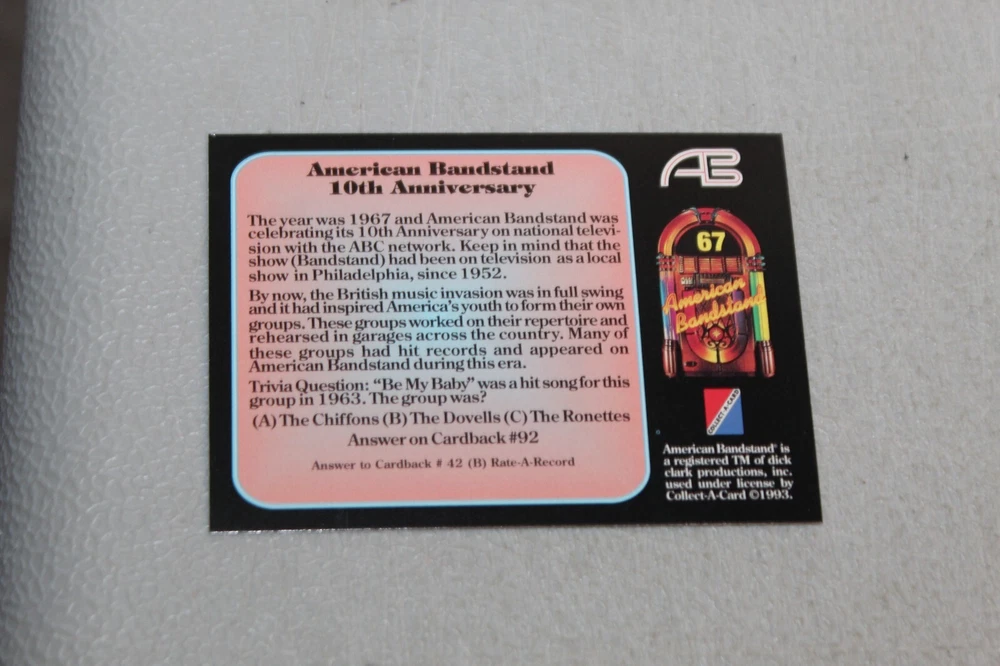 American Bandstand
10th Anniversary
The year was 1967 and American Bandstand was
celebrating its 10th Anniversary on national televi-
sion with the ABC network. Keep in mind that the
show (Bandstand) had been on television as a local
show in Philadelphia, since 1952.
By now, the British music invasion was in full swing
and it had inspired America's youth to form their own
groups. These groups worked on their repertoire and
rehearsed in garages across the country. Many of
these groups had hit records and appeared on
American Bandstand during this era.
Trivia Question: "Be My Baby" was a hit song for this
group in 1963. The group was?
(A) The Chiffons (B) The Dovells (C) The Ronettes
Answer on Cardback #92
Answer to Cardback # 42 (B) Rate-A-Record
AB
67
American
Bandstand
COLLECT-A-CARD
American Bandstand® is
a registered TM of dick
clark productions, inc.
used under license by
Collect-A-Card ©1993.